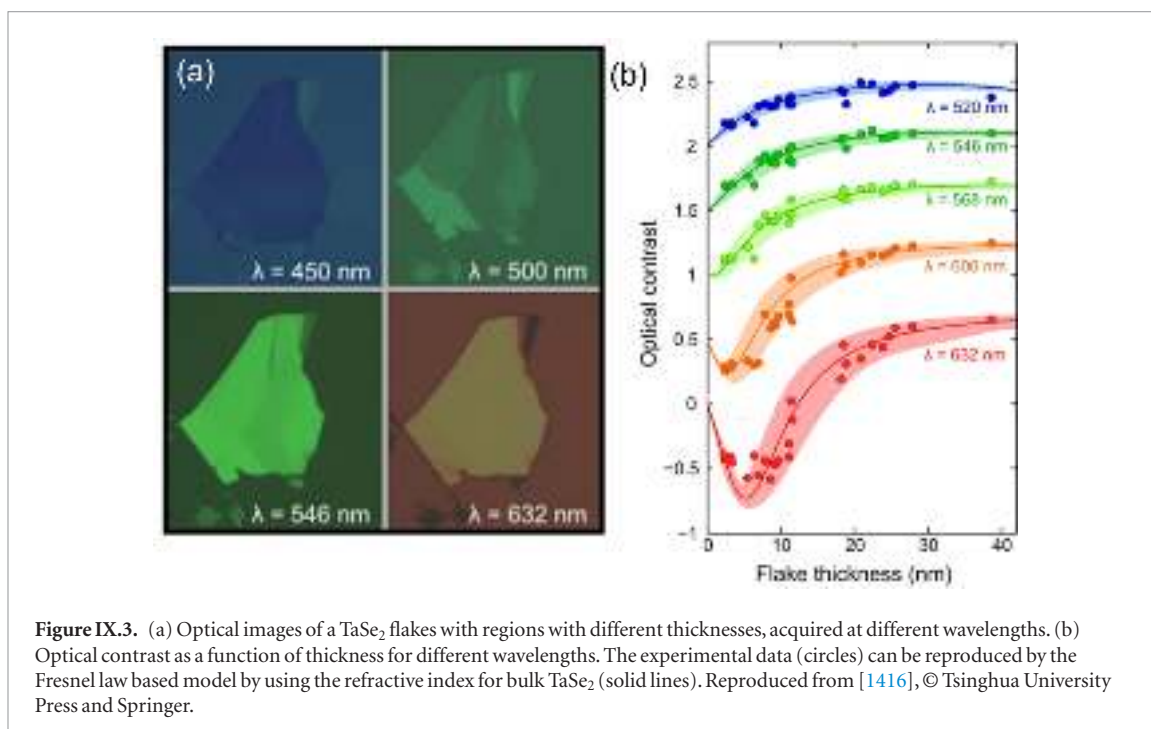 (a)
λ = 450 nm
λ = 500 nm
λ = 546 nm
λ = 632 nm
(b)
Optical contrast
2.5
2
1.5
1
0.5
0
−0.5
−1
λ = 520 nm
λ = 546 nm
λ = 568 nm
nm
λ = 632 nm
0
10
20
30
40
Flake thickness (nm)
Figure IX.3. (a) Optical images of a TaSe₂ flakes with regions with different thicknesses, acquired at different wavelengths. (b)
Optical contrast as a function of thickness for different wavelengths. The experimental data (circles) can be reproduced by the
Fresnel law based model by using the refractive index for bulk TaSe₂ (solid lines). Reproduced from [1416], © Tsinghua University
Press and Springer.